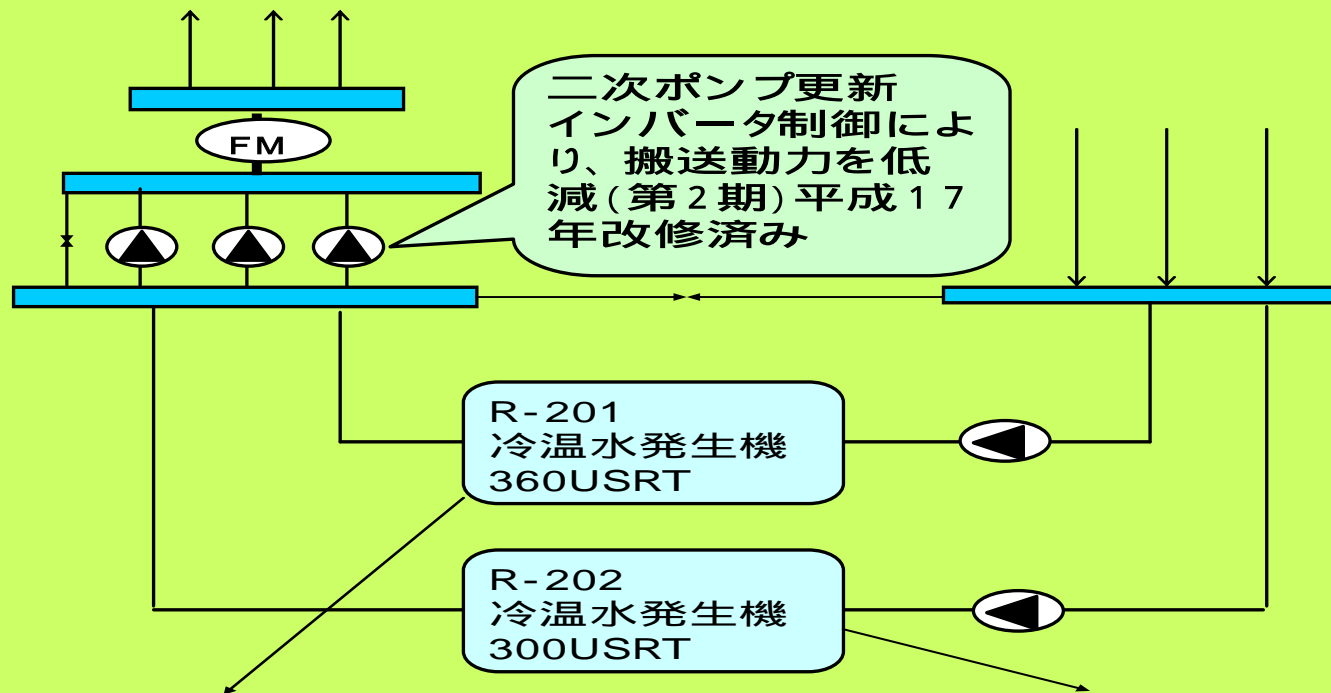 FM
二次ポンプ更新
インバータ制御によ
り、搬送動力を低
減(第2期)平成17
年改修済み
R-201
冷温水発生機
360USRT
R-202
冷温水発生機
300USRT